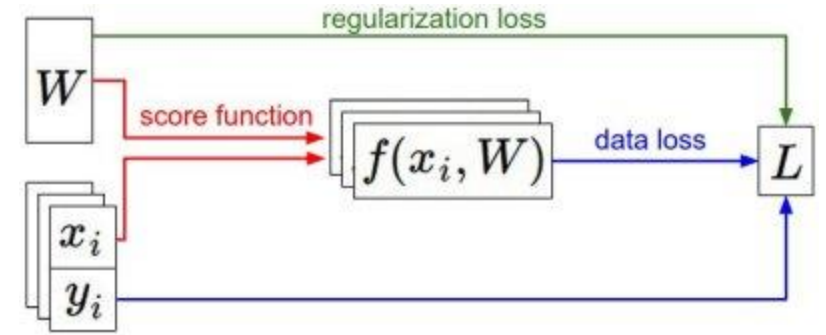 regularization loss
W
score function
f(x_i, W)
data loss
L
x_i
y_i